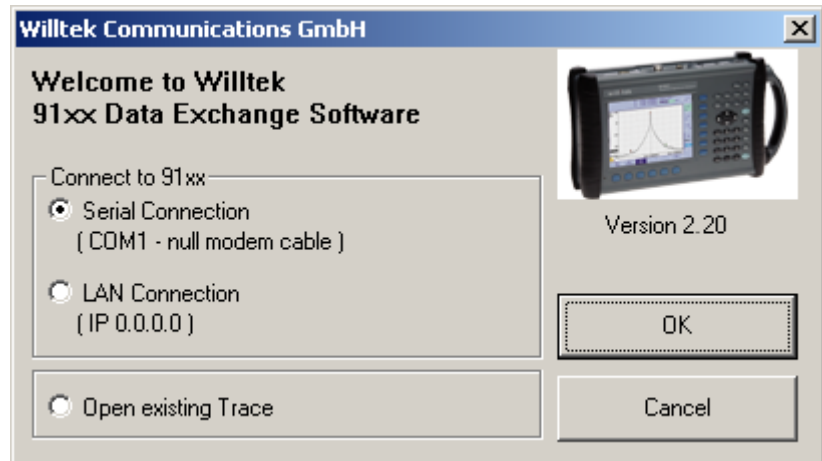 Willtek Communications GmbH
Welcome to Willtek
91xx Data Exchange Software
Connect to 91xx
Serial Connection
( COM1 - null modem cable )
LAN Connection
( IP 0.0.0.0 )
Open existing Trace
Version 2.20
OK
Cancel